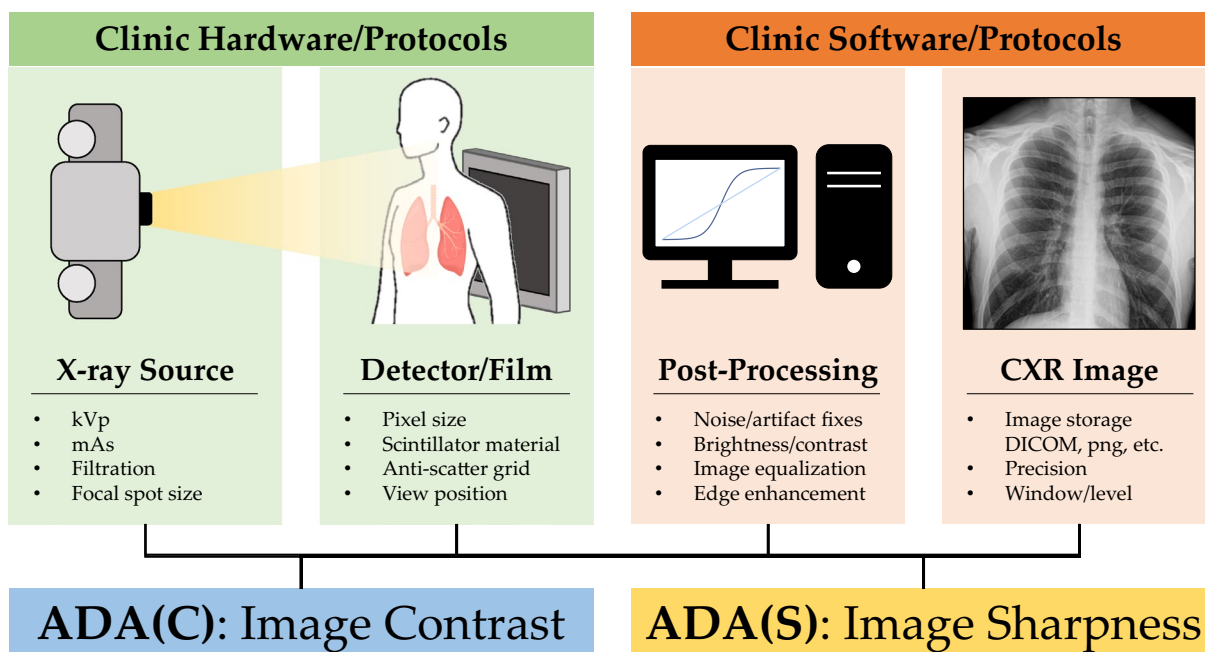 Clinic Hardware/Protocols
Clinic Software/Protocols
X-ray Source
• kVp
• mAs
• Filtration
• Focal spot size
Detector/Film
• Pixel size
• Scintillator material
• Anti-scatter grid
• View position
Post-Processing
• Noise/artifact fixes
• Brightness/contrast
• Image equalization
• Edge enhancement
CXR Image
• Image storage
DICOM, png, etc.
• Precision
• Window/level
ADA(C): Image Contrast
ADA(S): Image Sharpness